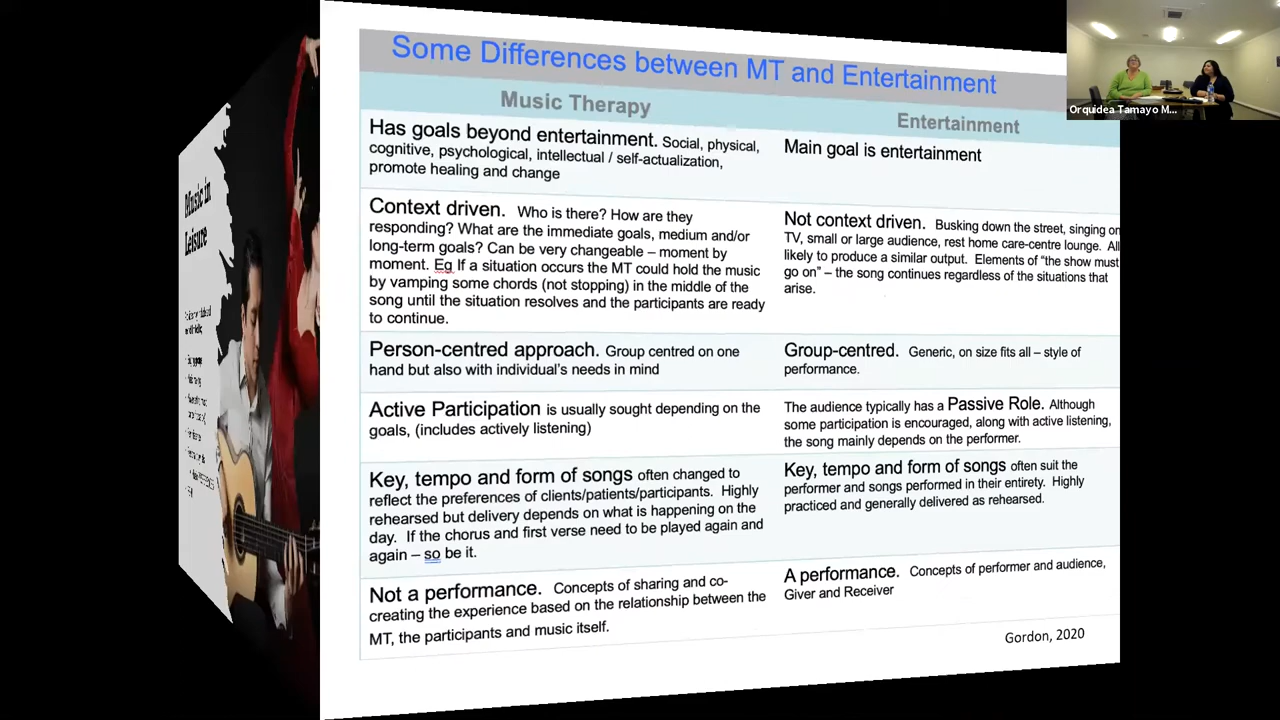 Some Differences between MT and Entertainment
Music Therapy
Entertainment
Has goals beyond entertainment. Social, physical,
cognitive, psychological, intellectual / self-actualization,
promote healing and change
Main goal is entertainment
Context driven. Who is there? How are they
responding? What are the immediate goals, medium and/or
long-term goals? Can be very changeable – moment by
moment. Eg If a situation occurs the MT could hold the music
by vamping some chords (not stopping) in the middle of the
song until the situation resolves and the participants are ready
to continue.
Not context driven. Busking down the street, singing on
TV, small or large audience, rest home care-centre lounge. All
likely to produce a similar output. Elements of “the show must
go on” – the song continues regardless of the situations that
arise.
Person-centred approach. Group centred on one
hand but also with individual’s needs in mind
Group-centred. Generic, on size fits all – style of
performance.
Active Participation is usually sought depending on the
goals, (includes actively listening)
The audience typically has a Passive Role. Although
some participation is encouraged, along with active listening,
the song mainly depends on the performer.
Key, tempo and form of songs often changed to
reflect the preferences of clients/patients/participants. Highly
rehearsed but delivery depends on what is happening on the
day. If the chorus and first verse need to be played again and
again – so be it.
Key, tempo and form of songs often suit the
performer and songs performed in their entirety. Highly
practiced and generally delivered as rehearsed.
Not a performance. Concepts of sharing and co-
creating the experience based on the relationship between the
MT, the participants and music itself.
A performance. Concepts of performer and audience,
Giver and Receiver
Gordon, 2020
Music in
Leisure
Orquidea Tamayo M...